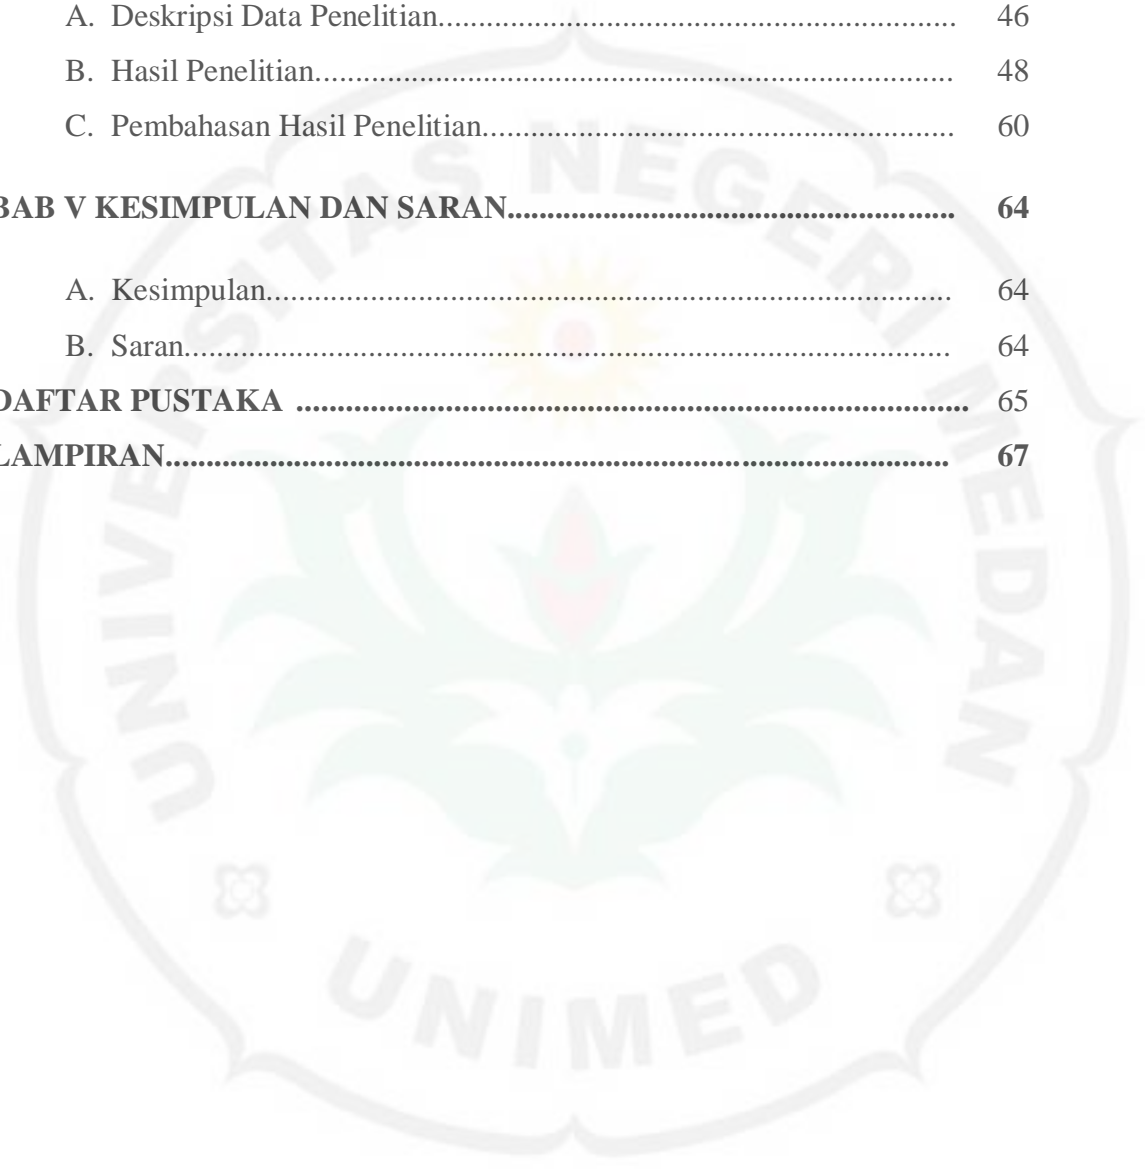 A. Deskripsi Data Penelitian................................................................ 46
B. Hasil Penelitian............................................................................... 48
C. Pembahasan Hasil Penelitian.......................................................... 60
BAB V KESIMPULAN DAN SARAN....................................................... 64
A. Kesimpulan..................................................................................... 64
B. Saran............................................................................................... 64
DAFTAR PUSTAKA ................................................................................... 65
LAMPIRAN................................................................................................. 67
UNIVERSITAS NEGERI MEDAN
UNIMED